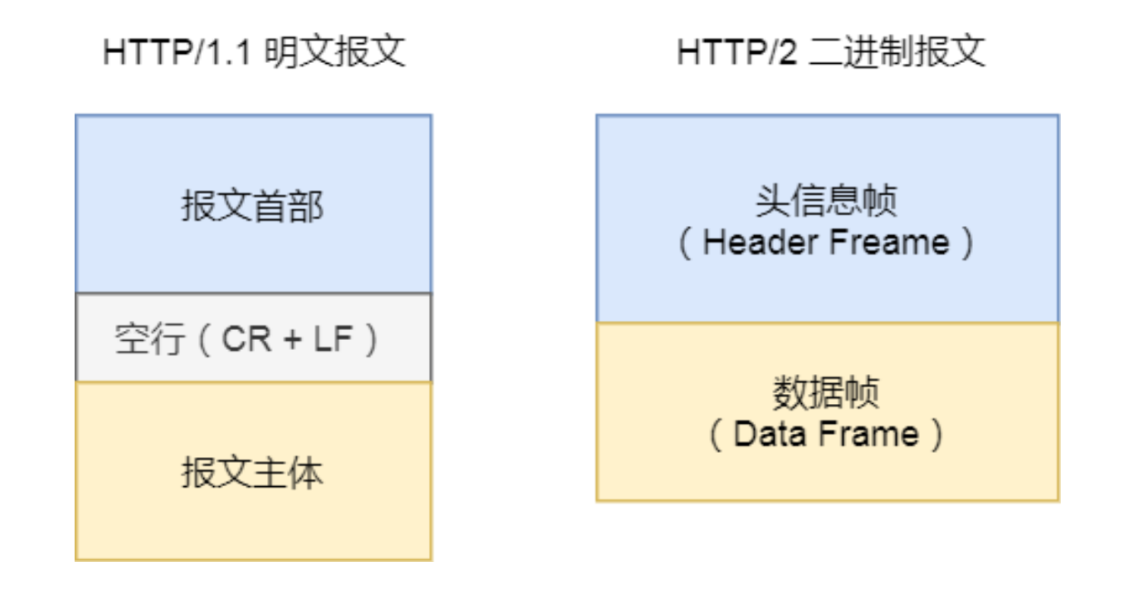 HTTP/1.1 明文报文
报文首部
空行（CR + LF）
报文主体
HTTP/2 二进制报文
头信息帧
（Header Freame）
数据帧
（Data Frame）